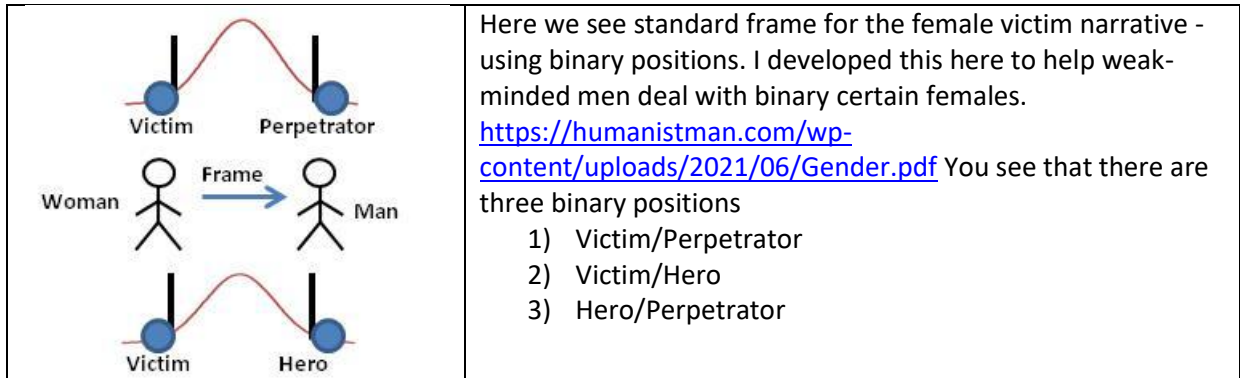 Victim Perpetrator
Woman
Frame
Man
Victim Hero
Here we see standard frame for the female victim narrative -
using binary positions. I developed this here to help weak-
minded men deal with binary certain females.
https://humanistman.com/wp-
content/uploads/2021/06/Gender.pdf You see that there are
three binary positions
1) Victim/Perpetrator
2) Victim/Hero
3) Hero/Perpetrator